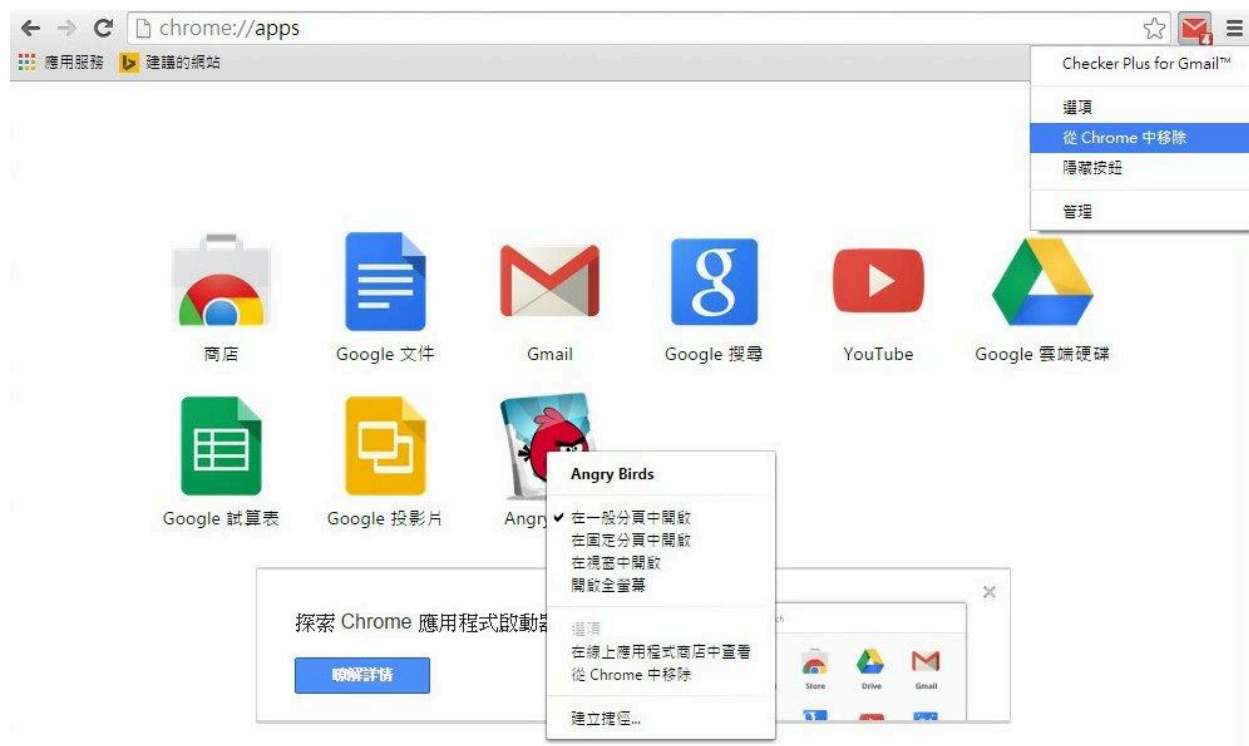 chrome://apps
4
應用服務 建議的網站
Checker Plus for Gmail™
選項
從 Chrome 中移除
隱藏按鈕
管理
商店 Google 文件 Gmail Google 搜尋 YouTube Google 雲端硬碟
Google 試算表 Google 投影片 Angry
Angry Birds
在一般分頁中開啟
在固定分頁中開啟
在視窗中開啟
開啟全螢幕
選項
在線上應用程式商店中查看
從 Chrome 中移除
建立捷徑...
探索 Chrome 應用程式啟動器
瞭解詳情
Store Drive Gmail